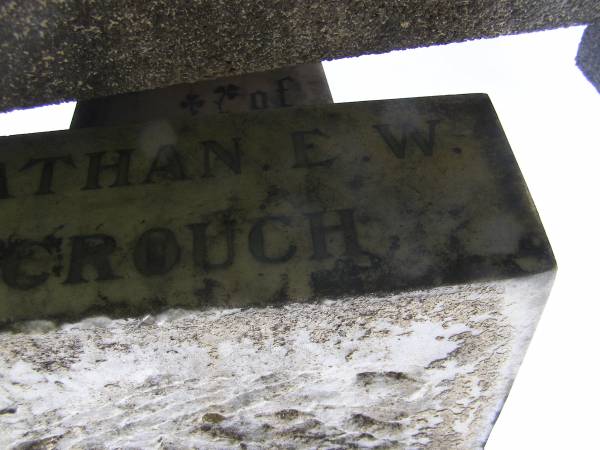 of
ATHAN. E. W.
CROUCH